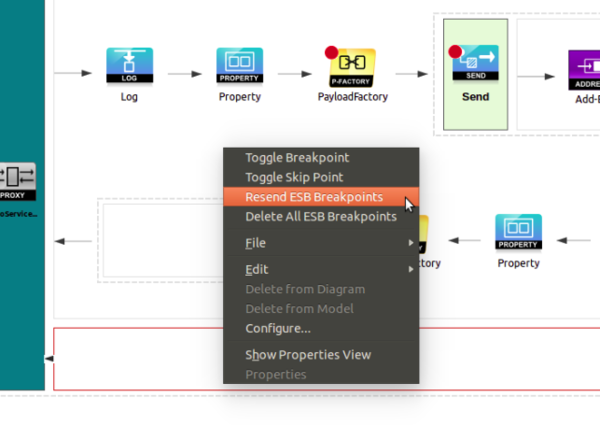 LOG
PROPERTY
P-FACTORY
SEND
ADDRE
Log
Property
PayloadFactory
Send
Add-E
Toggle Breakpoint
Toggle Skip Point
Resend ESB Breakpoints
Delete All ESB Breakpoints
File
Edit
Delete from Diagram
Delete from Model
Configure...
Show Properties View
Properties
PROXY
oService...
tory
PROPERTY
Property